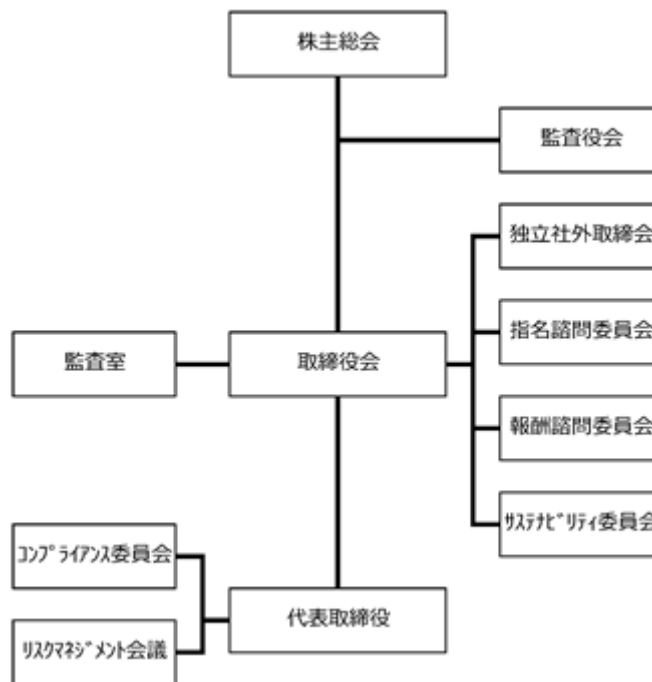 株主総会
監査役会
独立社外取締会
指名諮問委員会
監査室
取締役会
報酬諮問委員会
ｻｽﾃﾅﾋﾞﾘﾃｨ委員会
ｺﾝﾌﾟﾗｲｱﾝｽ委員会
代表取締役
ﾘｽｸﾏﾈｼﾞﾒﾝﾄ会議